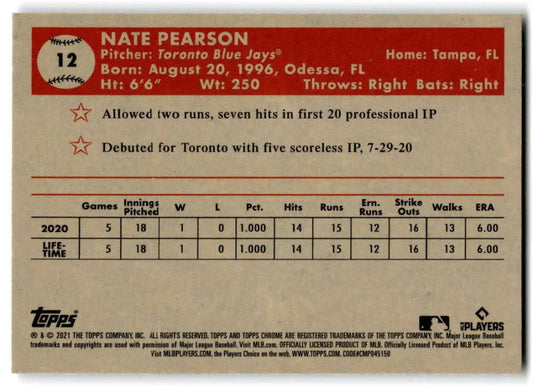 12
NATE PEARSON
Pitcher: Toronto Blue Jays® Home: Tampa, FL
Born: August 20, 1996, Odessa, FL
Ht: 6'6" Wt: 250 Throws: Right Bats: Right
Allowed two runs, seven hits in first 20 professional IP
Debuted for Toronto with five scoreless IP, 7-29-20
Games Innings Pitched W L Pct. Hits Runs Ern. Runs Strike Outs Walks ERA
2020 5 18 1 0 1.000 14 15 12 16 13 6.00
LIFE-TIME 5 18 1 0 1.000 14 15 12 16 13 6.00
Topps PLAYERS
® & © 2021 THE TOPPS COMPANY, INC. ALL RIGHTS RESERVED. TOPPS AND TOPPS CHROME ARE REGISTERED TRADEMARKS OF THE TOPPS COMPANY, INC. Major League Baseball
trademarks and copyrights are used with permission of Major League Baseball. Visit MLB.com. OFFICIALLY LICENSED PRODUCT OF MLB PLAYERS, INC.
Visit MLBPLAYERS.com, the Players Choice on the web. WWW.TOPPS.COM. CODE#CMP045150